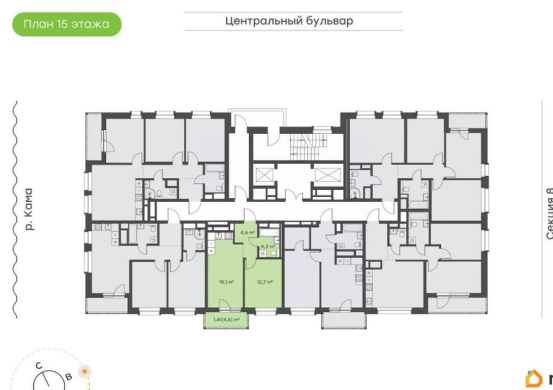 План 15 этажа
Центральный бульвар
р. Кама
Секция 8
4,4 м²
4,2 м²
18,1 м²
12,7 м²
1,4(4,6) м²
С
В